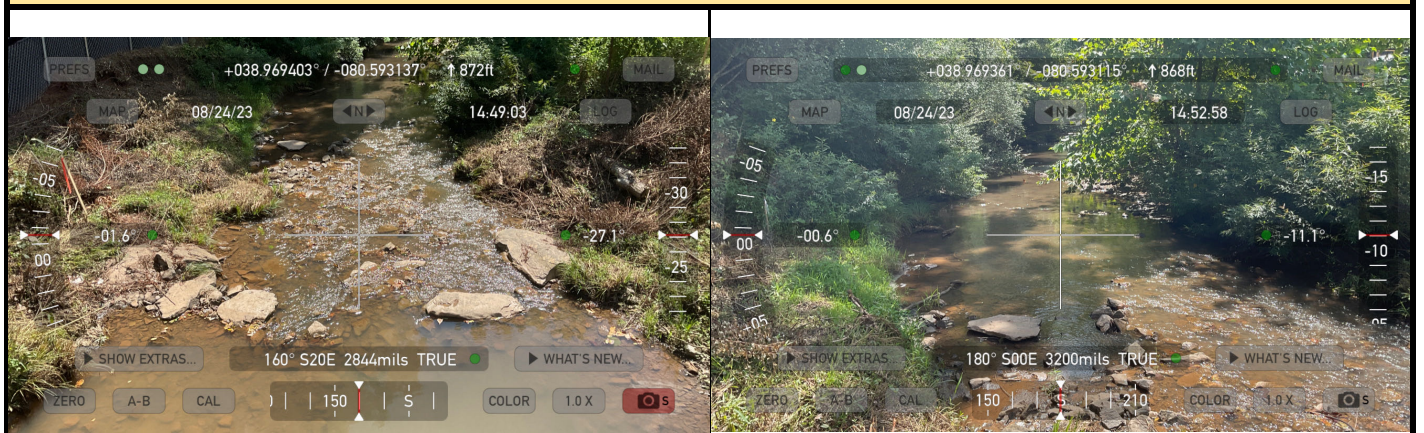 PREFS +038.969403° / -080.593137° ↑ 872ft MAIL
MAP 08/24/23 N 14:49.03 LOG
-05
-30
-01.6° -27.1°
00
25
SHOW EXTRAS... 160° S20E 2844mils TRUE WHAT'S NEW...
ZERO A-B CAL 150 S COLOR 1.0 X S
PREFS +038.969361 / -080.593115° ↑ 868ft MAIL
MAP 08/24/23 N 14:52:58 LOG
-05
-15
-00.6° -11.1°
00
-10
05
05
SHOW EXTRAS... 180° S00E 3200mils TRUE WHAT'S NEW...
ZERO A-B CAL 150 S 210 COLOR 1.0 X S